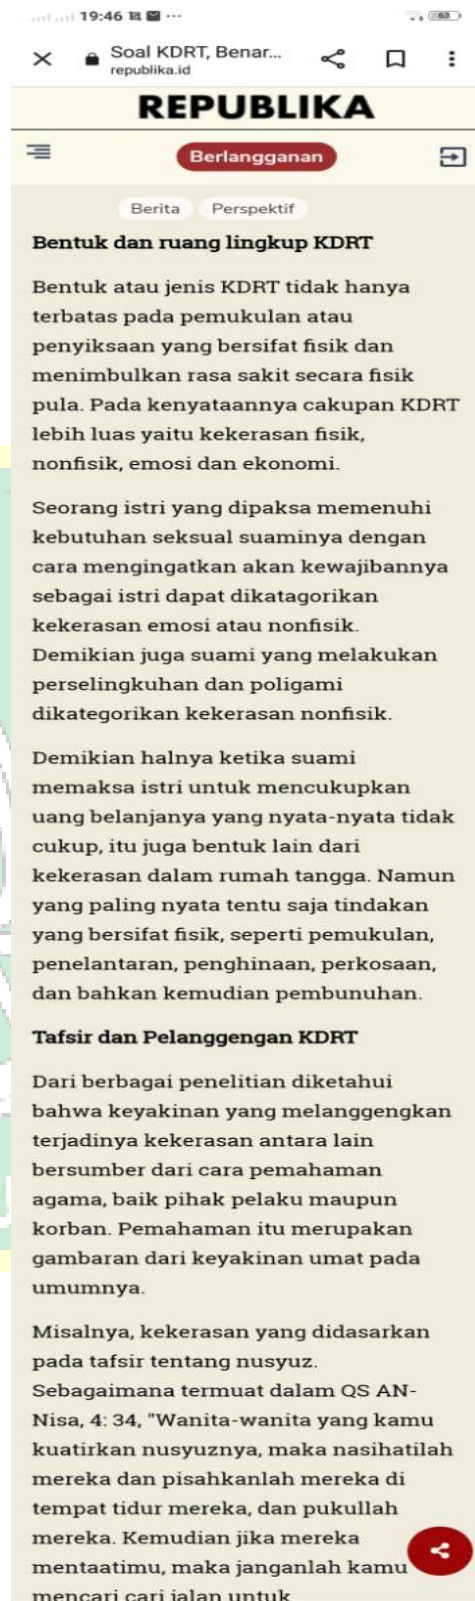 19:46
63
Soal KDRT, Benar...
republika.id
REPUBLIKA
Berlangganan
Berita Perspektif
Bentuk dan ruang lingkup KDRT
Bentuk atau jenis KDRT tidak hanya
terbatas pada pemukulan atau
penyiksaan yang bersifat fisik dan
menimbulkan rasa sakit secara fisik
pula. Pada kenyataannya cakupan KDRT
lebih luas yaitu kekerasan fisik,
nonfisik, emosi dan ekonomi.
Seorang istri yang dipaksa memenuhi
kebutuhan seksual suaminya dengan
cara mengingatkan akan kewajibannya
sebagai istri dapat dikatagorikan
kekerasan emosi atau nonfisik.
Demikian juga suami yang melakukan
perselingkuhan dan poligami
dikategorikan kekerasan nonfisik.
Demikian halnya ketika suami
memaksa istri untuk mencukupkan
uang belanjanya yang nyata-nyata tidak
cukup, itu juga bentuk lain dari
kekerasan dalam rumah tangga. Namun
yang paling nyata tentu saja tindakan
yang bersifat fisik, seperti pemukulan,
penelantaran, penghinaan, perkosaan,
dan bahkan kemudian pembunuhan.
Tafsir dan Pelanggengan KDRT
Dari berbagai penelitian diketahui
bahwa keyakinan yang melanggengkan
terjadinya kekerasan antara lain
bersumber dari cara pemahaman
agama, baik pihak pelaku maupun
korban. Pemahaman itu merupakan
gambaran dari keyakinan umat pada
umumnya.
Misalnya, kekerasan yang didasarkan
pada tafsir tentang nusyuz.
Sebagaimana termuat dalam QS AN-
Nisa, 4: 34, "Wanita-wanita yang kamu
kuatirkan nusyuznya, maka nasihatilah
mereka dan pisahkanlah mereka di
tempat tidur mereka, dan pukullah
mereka. Kemudian jika mereka
mentaatimu, maka janganlah kamu
mencari cari jalan untuk